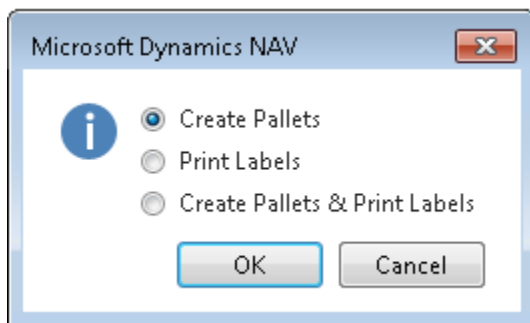 Microsoft Dynamics NAV
Create Pallets
Print Labels
Create Pallets & Print Labels
OK Cancel